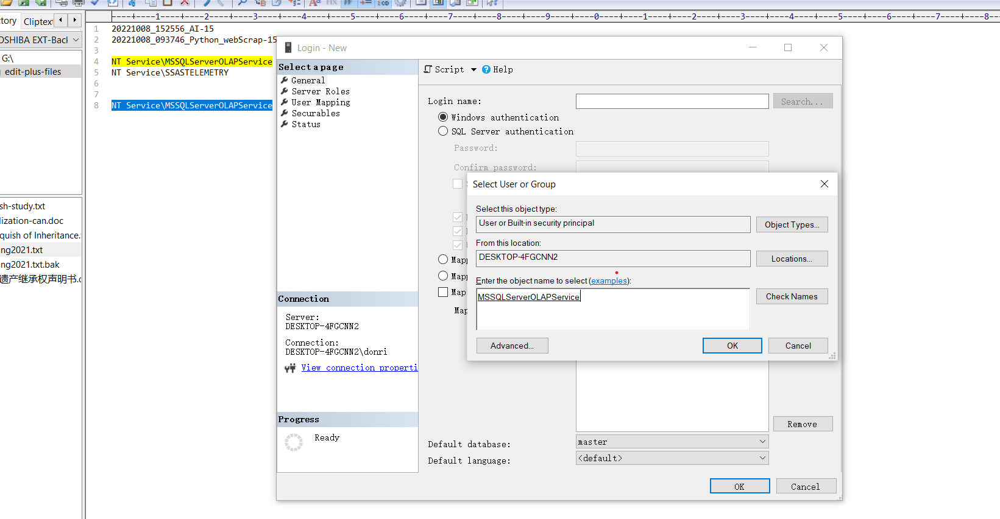 tory
Cliptex
OSHIBA EXT-Back
G:\
edit-plus-files
sh-study.txt
lization-can.doc
quish of Inheritance.
ng2021.txt
ng2021.txt.bak
遗产继承权声明书.
----+----1----+----2----+----3----+----4----+----5----+----6----+----7----+----8----+----9----+----0----+----1----+----2----+----3----+----4----+----5----+----6----+----7----+----8--
1 20221008_152556_AI-15
2 20221008_093746_Python_webScrap-15
3
4 NT Service\MSSQLServerOLAPService
5 NT Service\SSASTELEMETRY
6
7
8 NT Service\MSSQLServerOLAPService
Login - New
Select a page
General
Server Roles
User Mapping
Securables
Status
Connection
Server:
DESKTOP-4FGCNN2
Connection:
DESKTOP-4FGCNN2\donri
View connection properti
Progress
Ready
Script
Help
Login name:
Search...
Windows authentication
SQL Server authentication
Password:
Confirm password:
Mapp
Mapp
Map
Map
Select User or Group
Select this object type:
User or Built-in security principal
Object Types...
From this location:
DESKTOP-4FGCNN2
Locations...
Enter the object name to select (examples):
MSSQLServerOLAPService
Check Names
Advanced...
OK
Cancel
Remove
Default database:
master
Default language:
<default>
OK
Cancel